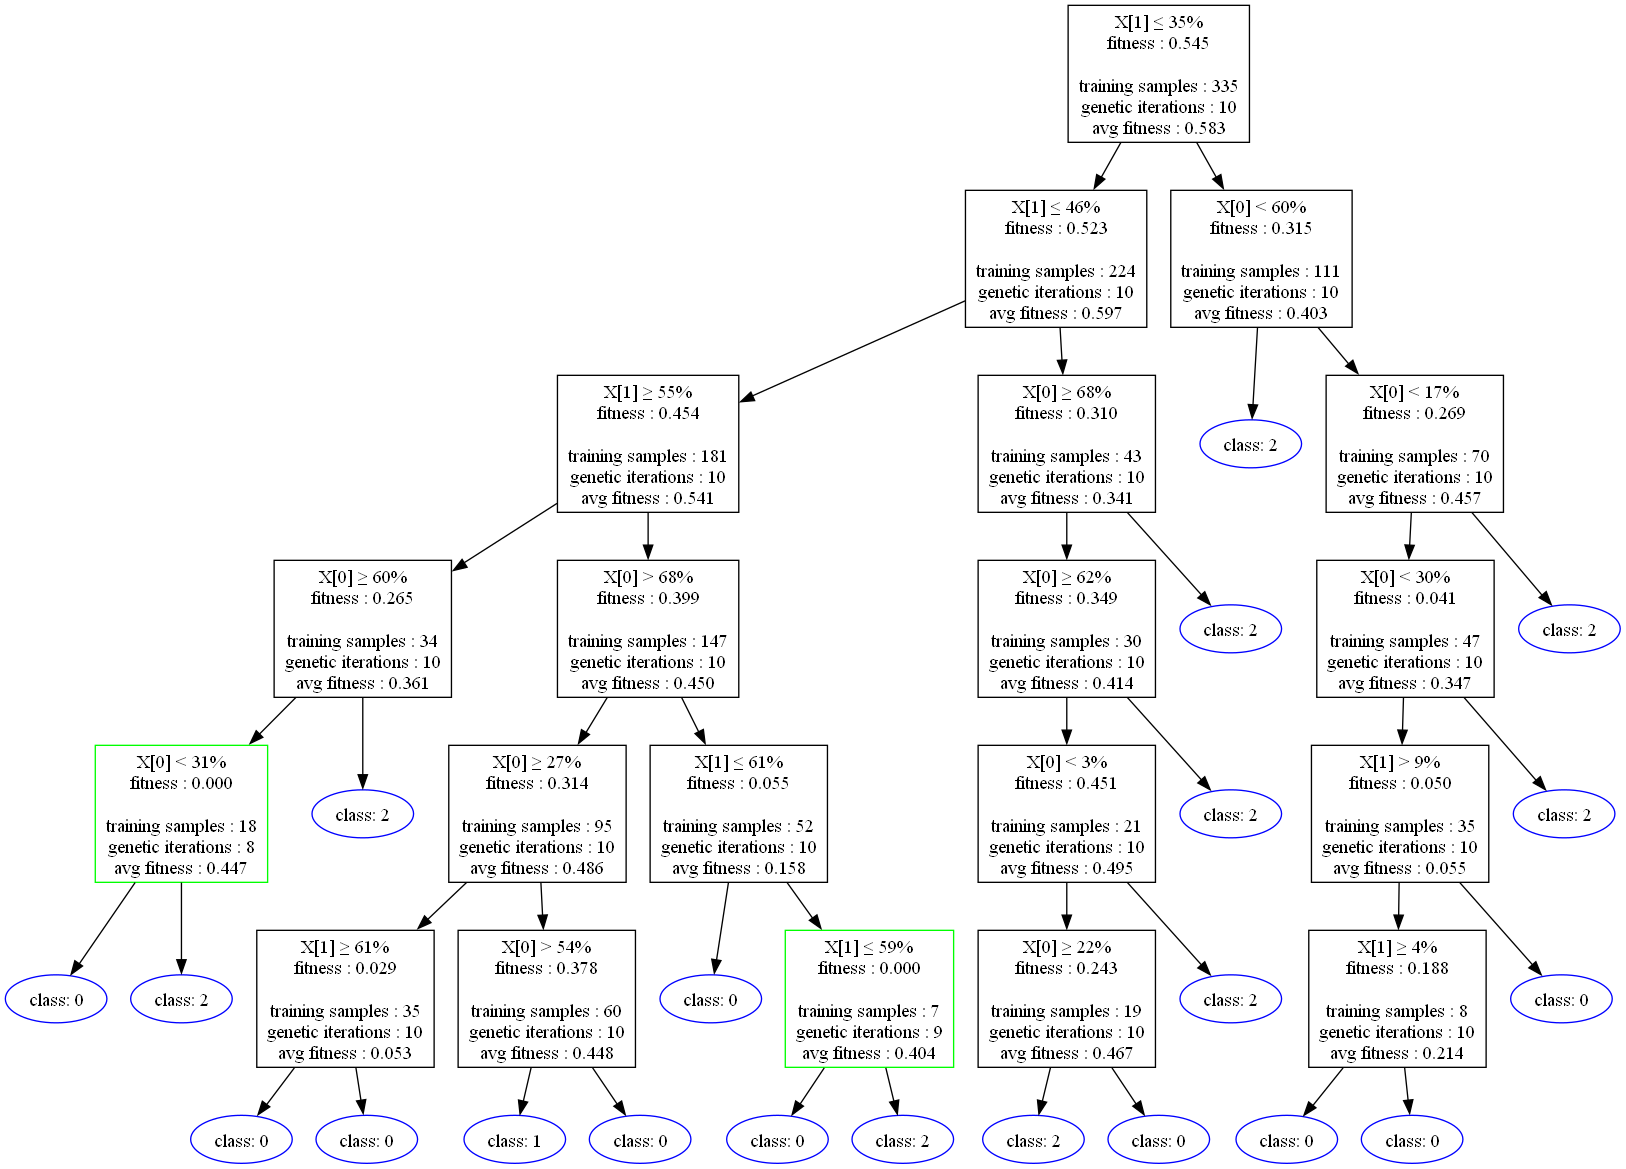 X[1] ≤ 35%
fitness : 0.545
training samples : 335
genetic iterations : 10
avg fitness : 0.583
X[1] ≤ 46%
fitness : 0.523
training samples : 224
genetic iterations : 10
avg fitness : 0.597
X[0] < 60%
fitness : 0.315
training samples : 111
genetic iterations : 10
avg fitness : 0.403
X[1] ≥ 55%
fitness : 0.454
training samples : 181
genetic iterations : 10
avg fitness : 0.541
X[0] ≥ 68%
fitness : 0.310
training samples : 43
genetic iterations : 10
avg fitness : 0.341
class: 2
X[0] < 17%
fitness : 0.269
training samples : 70
genetic iterations : 10
avg fitness : 0.457
X[0] ≥ 60%
fitness : 0.265
training samples : 34
genetic iterations : 10
avg fitness : 0.361
X[0] > 68%
fitness : 0.399
training samples : 147
genetic iterations : 10
avg fitness : 0.450
X[0] ≥ 62%
fitness : 0.349
training samples : 30
genetic iterations : 10
avg fitness : 0.414
class: 2
X[0] < 30%
fitness : 0.041
training samples : 47
genetic iterations : 10
avg fitness : 0.347
class: 2
X[0] < 31%
fitness : 0.000
training samples : 18
genetic iterations : 8
avg fitness : 0.447
class: 2
X[0] ≥ 27%
fitness : 0.314
training samples : 95
genetic iterations : 10
avg fitness : 0.486
X[1] ≤ 61%
fitness : 0.055
training samples : 52
genetic iterations : 10
avg fitness : 0.158
X[0] < 3%
fitness : 0.451
training samples : 21
genetic iterations : 10
avg fitness : 0.495
class: 2
X[1] > 9%
fitness : 0.050
training samples : 35
genetic iterations : 10
avg fitness : 0.055
class: 2
class: 0
class: 2
X[1] ≥ 61%
fitness : 0.029
training samples : 35
genetic iterations : 10
avg fitness : 0.053
X[0] > 54%
fitness : 0.378
training samples : 60
genetic iterations : 10
avg fitness : 0.448
class: 0
X[1] ≤ 59%
fitness : 0.000
training samples : 7
genetic iterations : 9
avg fitness : 0.404
X[0] ≥ 22%
fitness : 0.243
training samples : 19
genetic iterations : 10
avg fitness : 0.467
class: 2
X[1] ≥ 4%
fitness : 0.188
training samples : 8
genetic iterations : 10
avg fitness : 0.214
class: 0
class: 0
class: 0
class: 1
class: 0
class: 0
class: 2
class: 2
class: 0
class: 0
class: 0